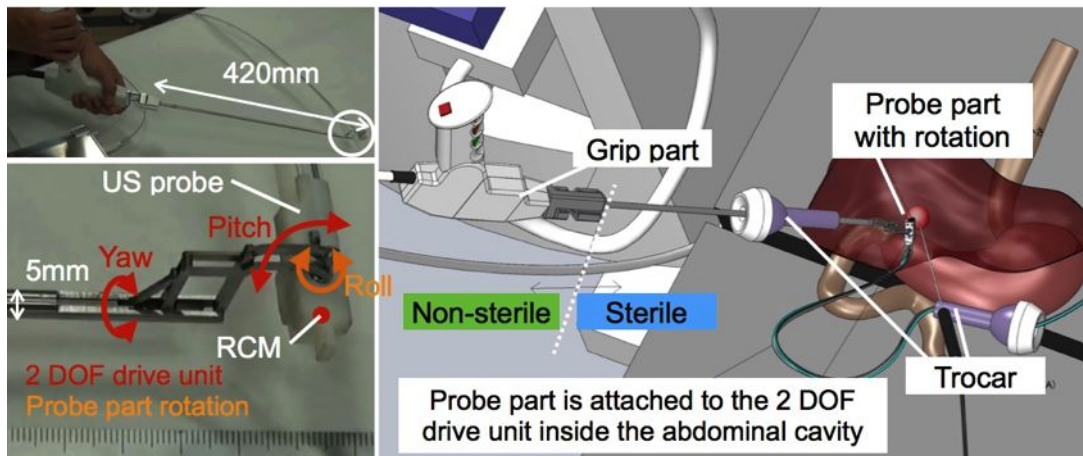 420mm
US probe
Pitch
Yaw
5mm
Roll
RCM
2 DOF drive unit
Probe part rotation
Grip part
Probe part
with rotation
Non-sterile
Sterile
Trocar
Probe part is attached to the 2 DOF
drive unit inside the abdominal cavity